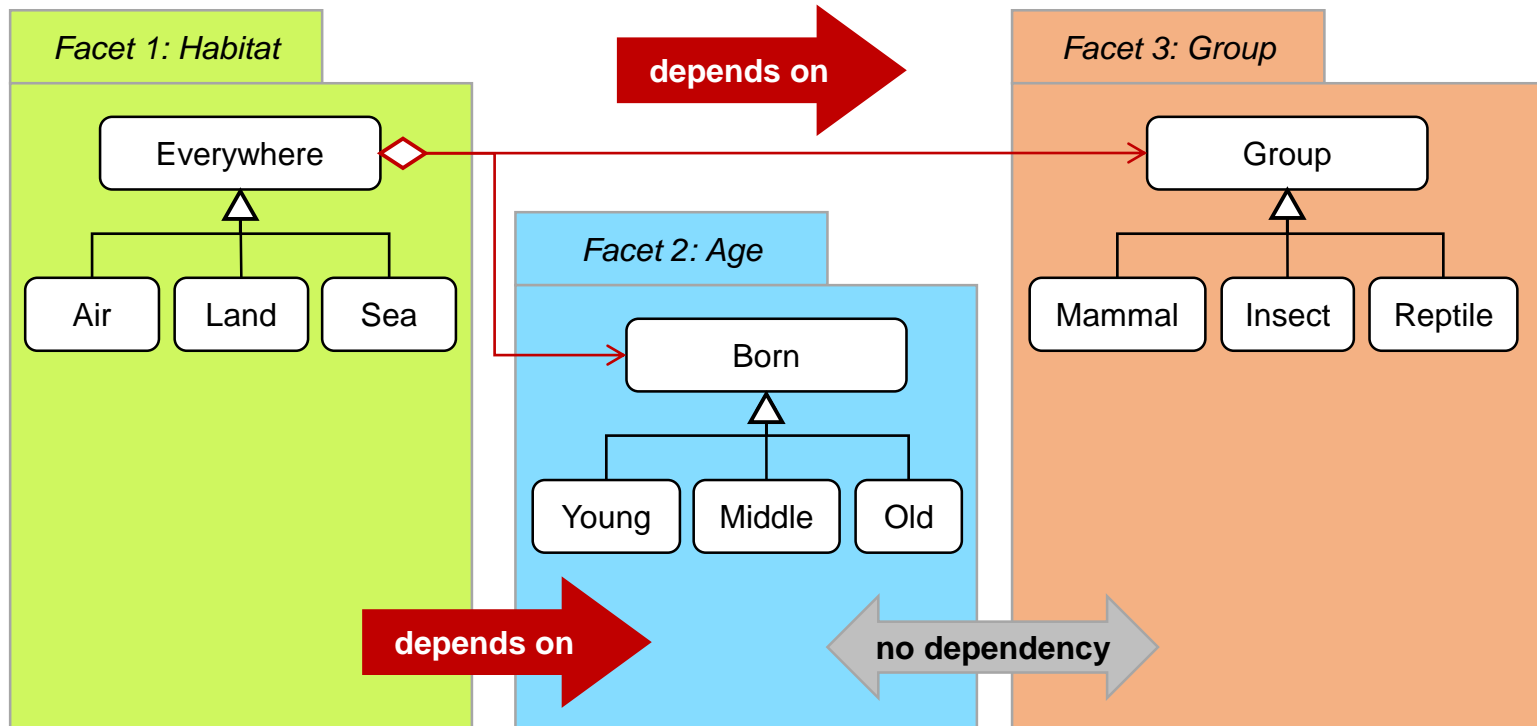 Facet 1: Habitat
depends on
Facet 3: Group
Everywhere
Group
Air
Land
Sea
Facet 2: Age
Mammal
Insect
Reptile
Born
Young
Middle
Old
depends on
no dependency